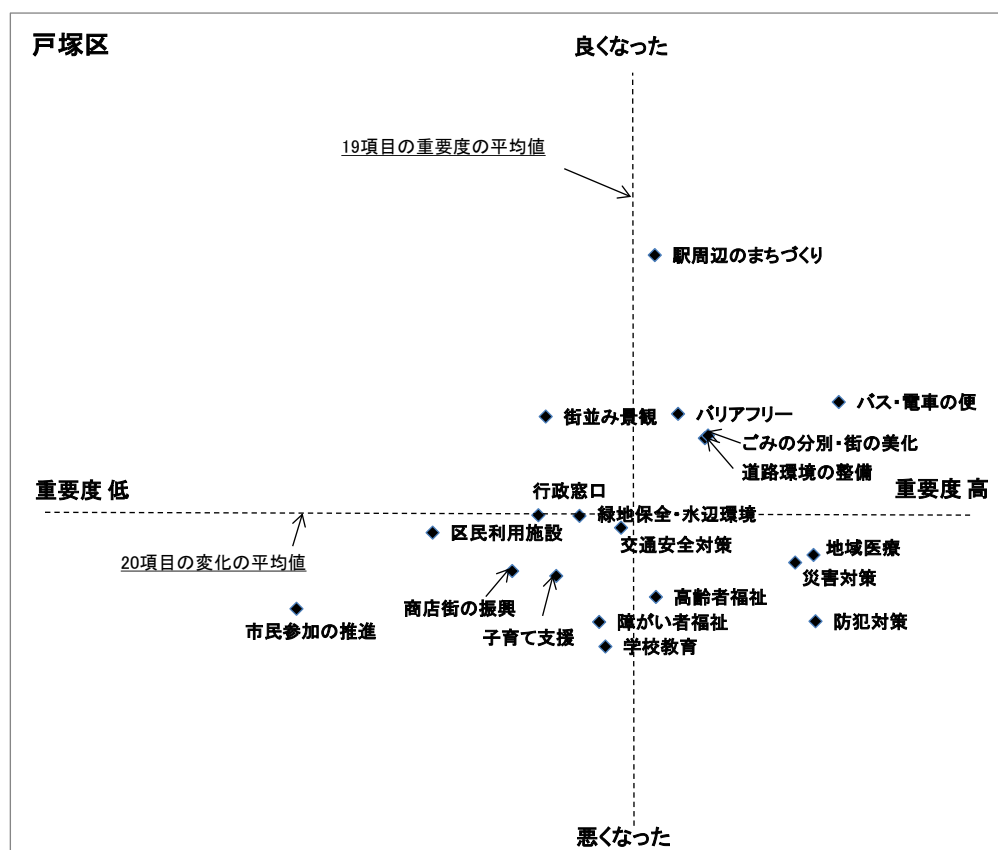 戸塚区
良くなった
19項目の重要度の平均値
駅周辺のまちづくり
バス・電車の便
街並み景観
バリアフリー
ごみの分別・街の美化
道路環境の整備
重要度 低
行政窓口
重要度 高
緑地保全・水辺環境
区民利用施設
交通安全対策
地域医療
20項目の変化の平均値
災害対策
商店街の振興
高齢者福祉
市民参加の推進
子育て支援
障がい者福祉
防犯対策
学校教育
悪くなった